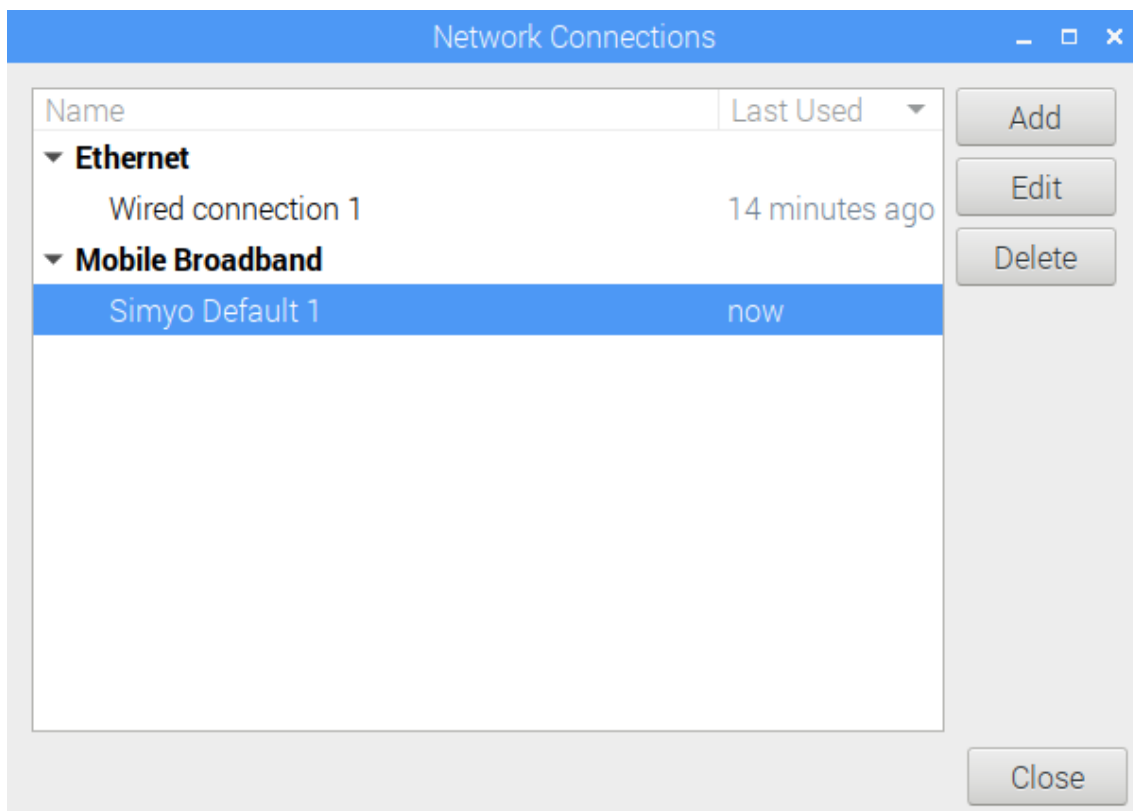 Network Connections
Name Last Used
Ethernet
Wired connection 1 14 minutes ago
Mobile Broadband
Simyo Default 1 now
Add
Edit
Delete
Close